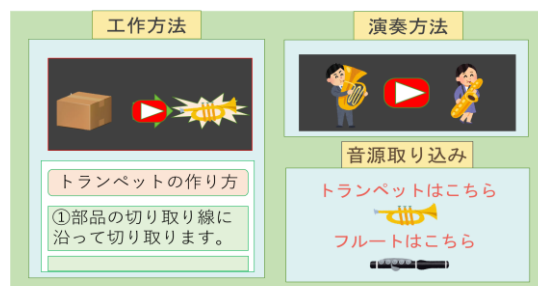 工作方法
トランペットの作り方
①部品の切り取り線に
沿って切り取ります。
演奏方法
音源取り込み
トランペットはこちら
フルートはこちら